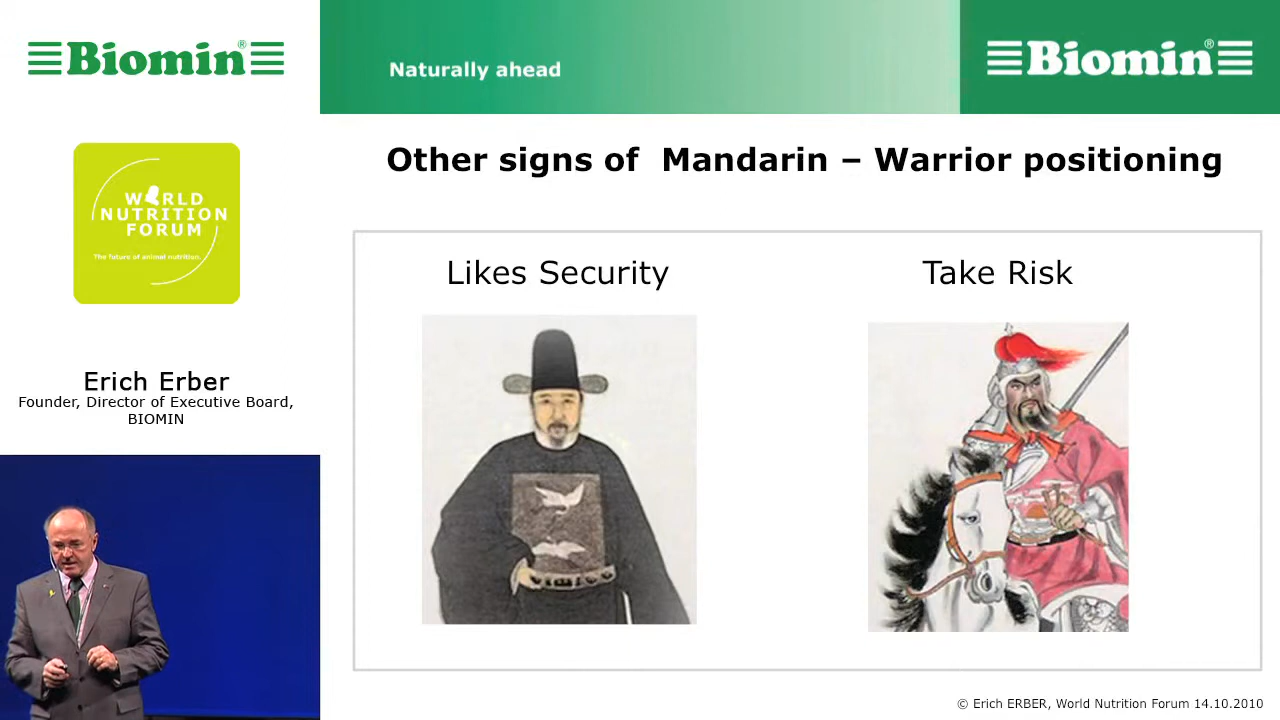 Biomin®
Naturally ahead
Biomin®
WORLD
NUTRITION
FORUM
The future of animal nutrition.
Erich Erber
Founder, Director of Executive Board,
BIOMIN
Other signs of  Mandarin – Warrior positioning
Likes Security
Take Risk
© Erich ERBER, World Nutrition Forum 14.10.2010